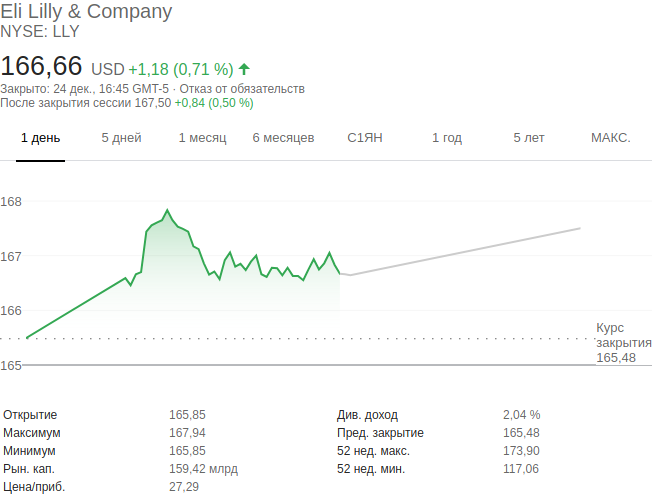 Eli Lilly & Company
NYSE: LLY
166,66 USD +1,18 (0,71 %)
Закрыто: 24 дек., 16:45 GMT-5 · Отказ от обязательств
После закрытия сессии 167,50 +0,84 (0,50 %)
1 день 5 дней 1 месяц 6 месяцев С1ЯН 1 год 5 лет МАКС.
168
167
166
165
Курс
закрытия
165,48
Открытие 165,85 Див. доход 2,04 %
Максимум 167,94 Пред. закрытие 165,48
Минимум 165,85 52 нед. макс. 173,90
Рын. кап. 159,42 млрд 52 нед. мин. 117,06
Цена/приб. 27,29